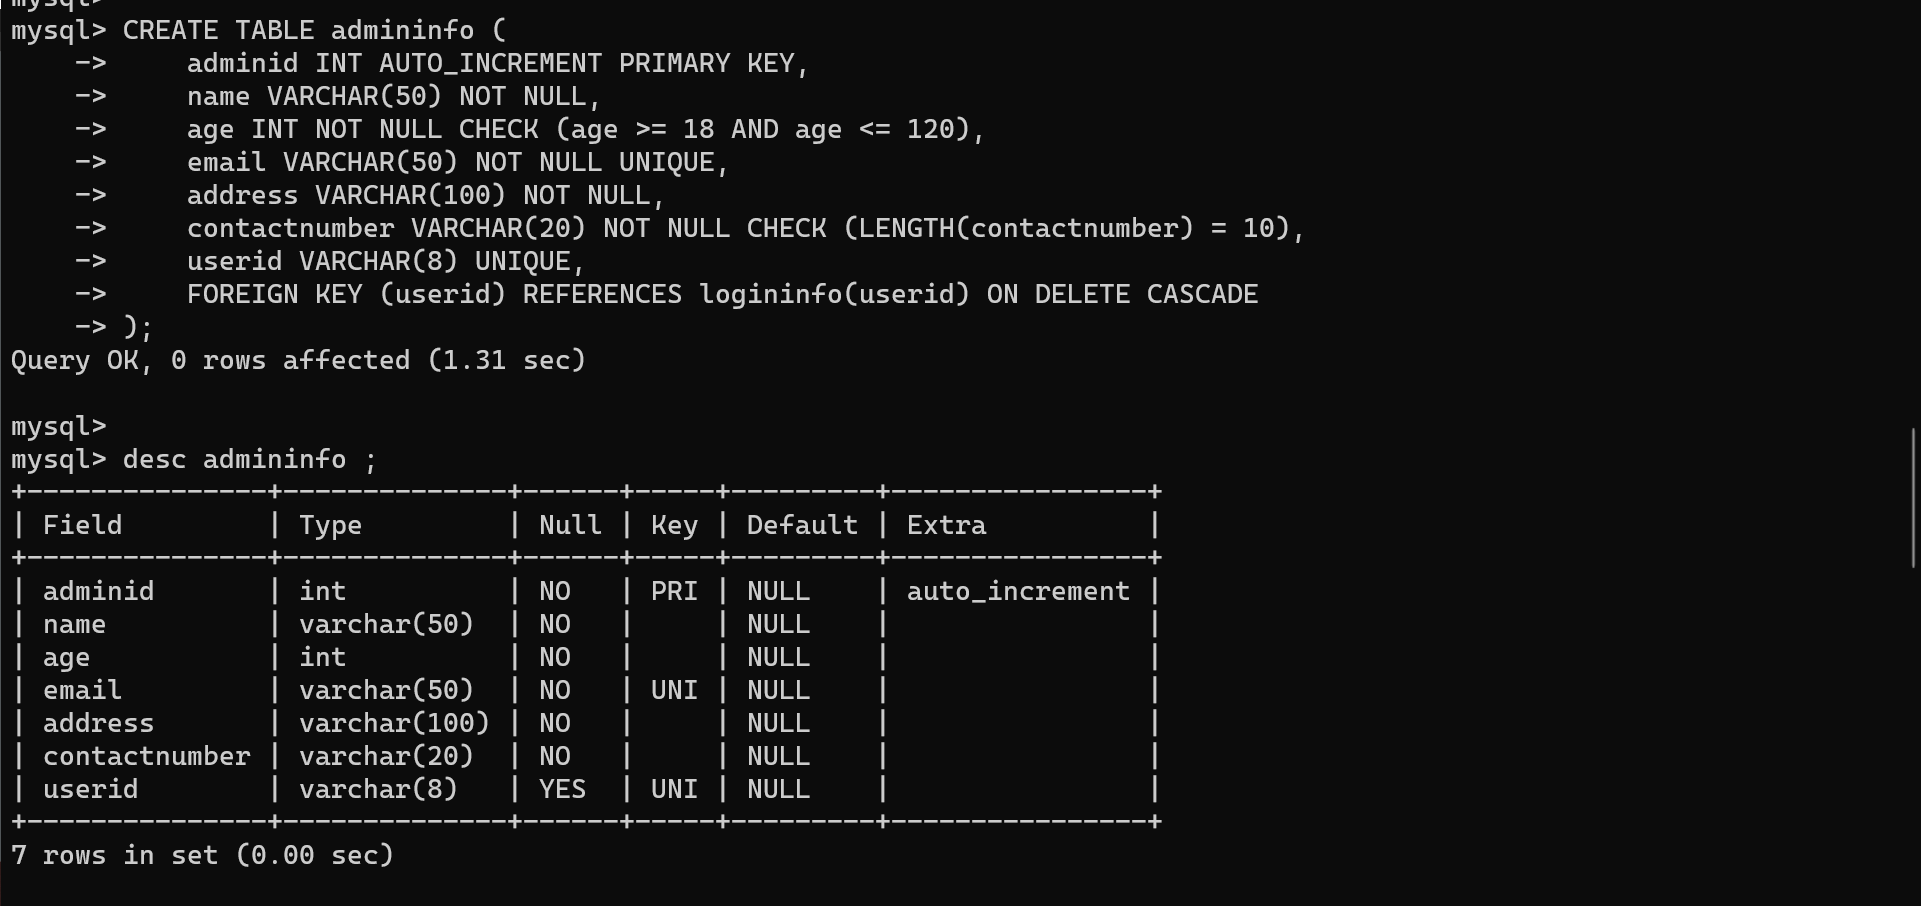 mysql>
mysql> CREATE TABLE admininfo (
    ->     adminid INT AUTO_INCREMENT PRIMARY KEY,
    ->     name VARCHAR(50) NOT NULL,
    ->     age INT NOT NULL CHECK (age >= 18 AND age <= 120),
    ->     email VARCHAR(50) NOT NULL UNIQUE,
    ->     address VARCHAR(100) NOT NULL,
    ->     contactnumber VARCHAR(20) NOT NULL CHECK (LENGTH(contactnumber) = 10),
    ->     userid VARCHAR(8) UNIQUE,
    ->     FOREIGN KEY (userid) REFERENCES logininfo(userid) ON DELETE CASCADE
    -> );
Query OK, 0 rows affected (1.31 sec)

mysql>
mysql> desc admininfo ;
+---------------+--------------+------+-----+---------+----------------+
| Field         | Type         | Null | Key | Default | Extra          |
+---------------+--------------+------+-----+---------+----------------+
| adminid       | int          | NO   | PRI | NULL    | auto_increment |
| name          | varchar(50)  | NO   |     | NULL    |                |
| age           | int          | NO   |     | NULL    |                |
| email         | varchar(50)  | NO   | UNI | NULL    |                |
| address       | varchar(100) | NO   |     | NULL    |                |
| contactnumber | varchar(20)  | NO   |     | NULL    |                |
| userid        | varchar(8)   | YES  | UNI | NULL    |                |
+---------------+--------------+------+-----+---------+----------------+
7 rows in set (0.00 sec)